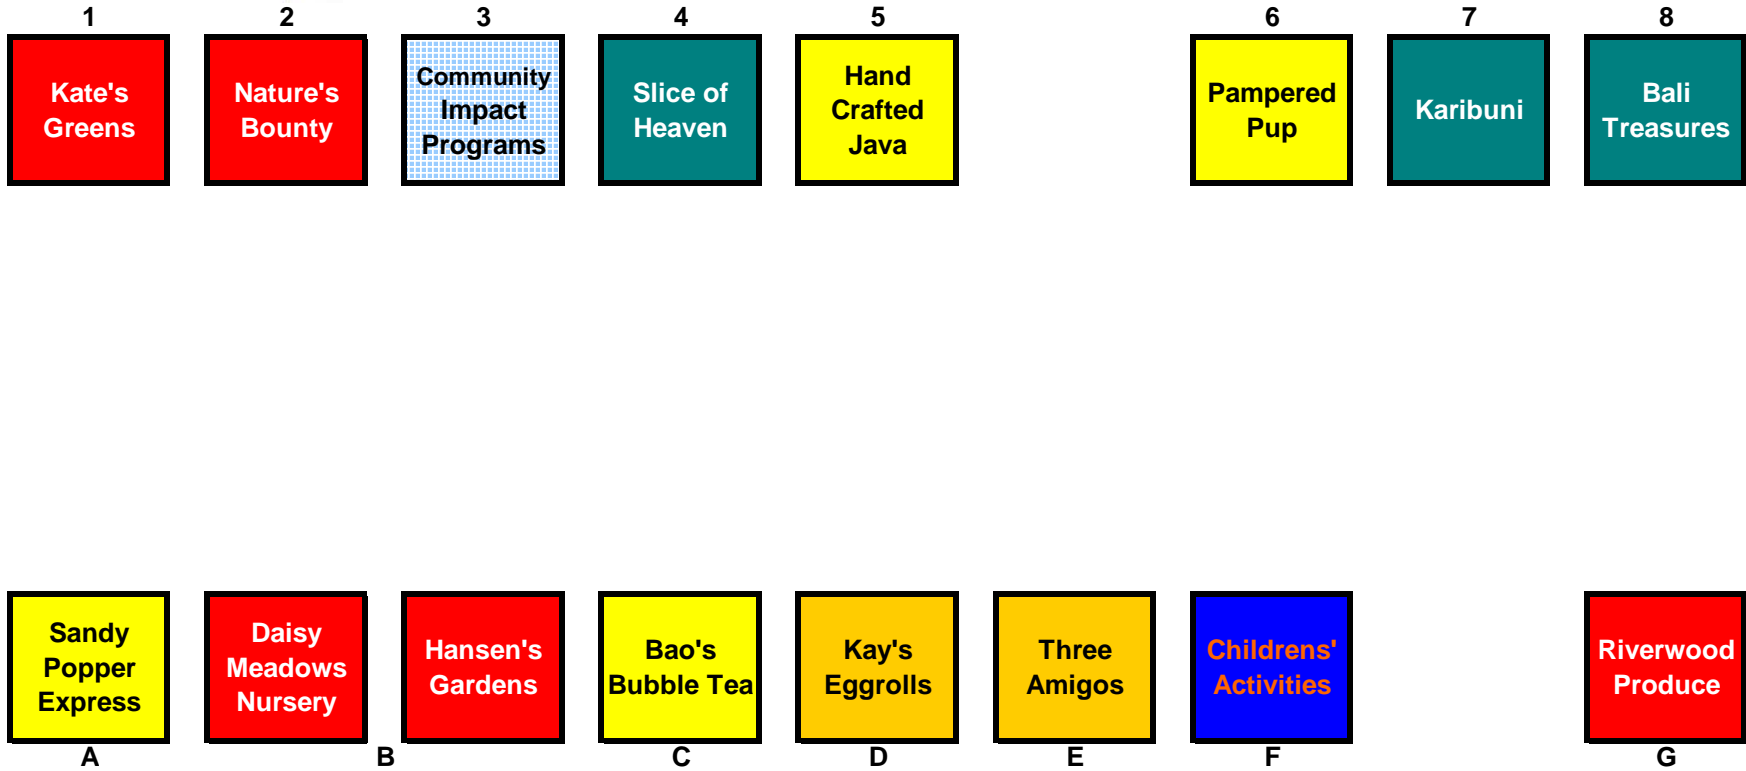 1 2 3 4 5 6 7 8
Kate's
Greens
Nature's
Bounty
Community
Impact
Programs
Slice of
Heaven
Hand
Crafted
Java
Pampered
Pup
Karibuni
Bali
Treasures
Sandy
Popper
Express
Daisy
Meadows
Nursery
Hansen's
Gardens
Bao's
Bubble Tea
Kay's
Eggrolls
Three
Amigos
Childrens'
Activities
Riverwood
Produce
A B C D E F G